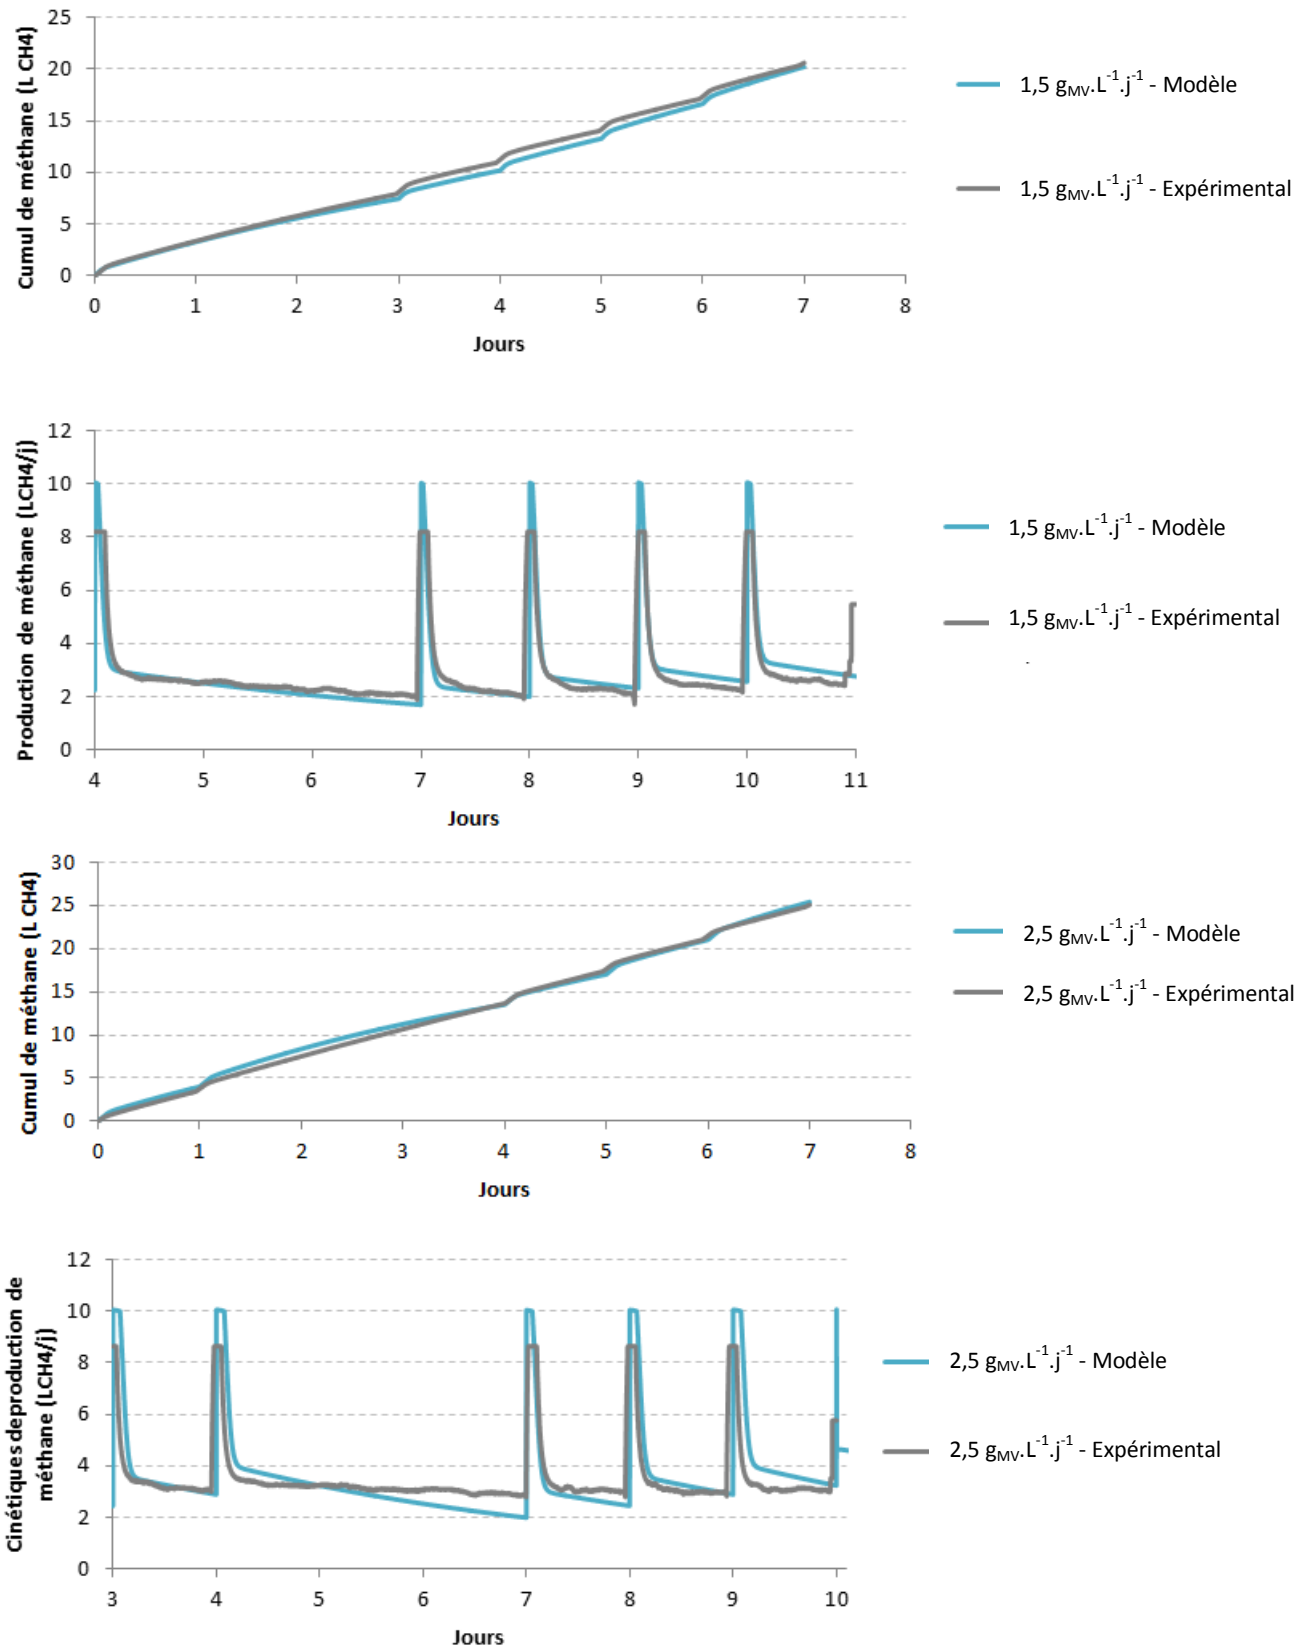 Cumul de méthane (L CH4)
25
20
15
10
5
0
0 1 2 3 4 5 6 7 8
Jours
1,5 gMV.L-1.j-1 - Modèle
1,5 gMV.L-1.j-1 - Expérimental
Production de méthane (LCH4/j)
12
10
8
6
4
2
0
4 5 6 7 8 9 10 11
Jours
1,5 gMV.L-1.j-1 - Modèle
1,5 gMV.L-1.j-1 - Expérimental
.
Cumul de méthane (L CH4)
30
25
20
15
10
5
0
0 1 2 3 4 5 6 7 8
Jours
2,5 gMV.L-1.j-1 - Modèle
2,5 gMV.L-1.j-1 - Expérimental
Cinétiques deproduction de
méthane (LCH4/j)
12
10
8
6
4
2
0
3 4 5 6 7 8 9 10
Jours
2,5 gMV.L-1.j-1 - Modèle
2,5 gMV.L-1.j-1 - Expérimental